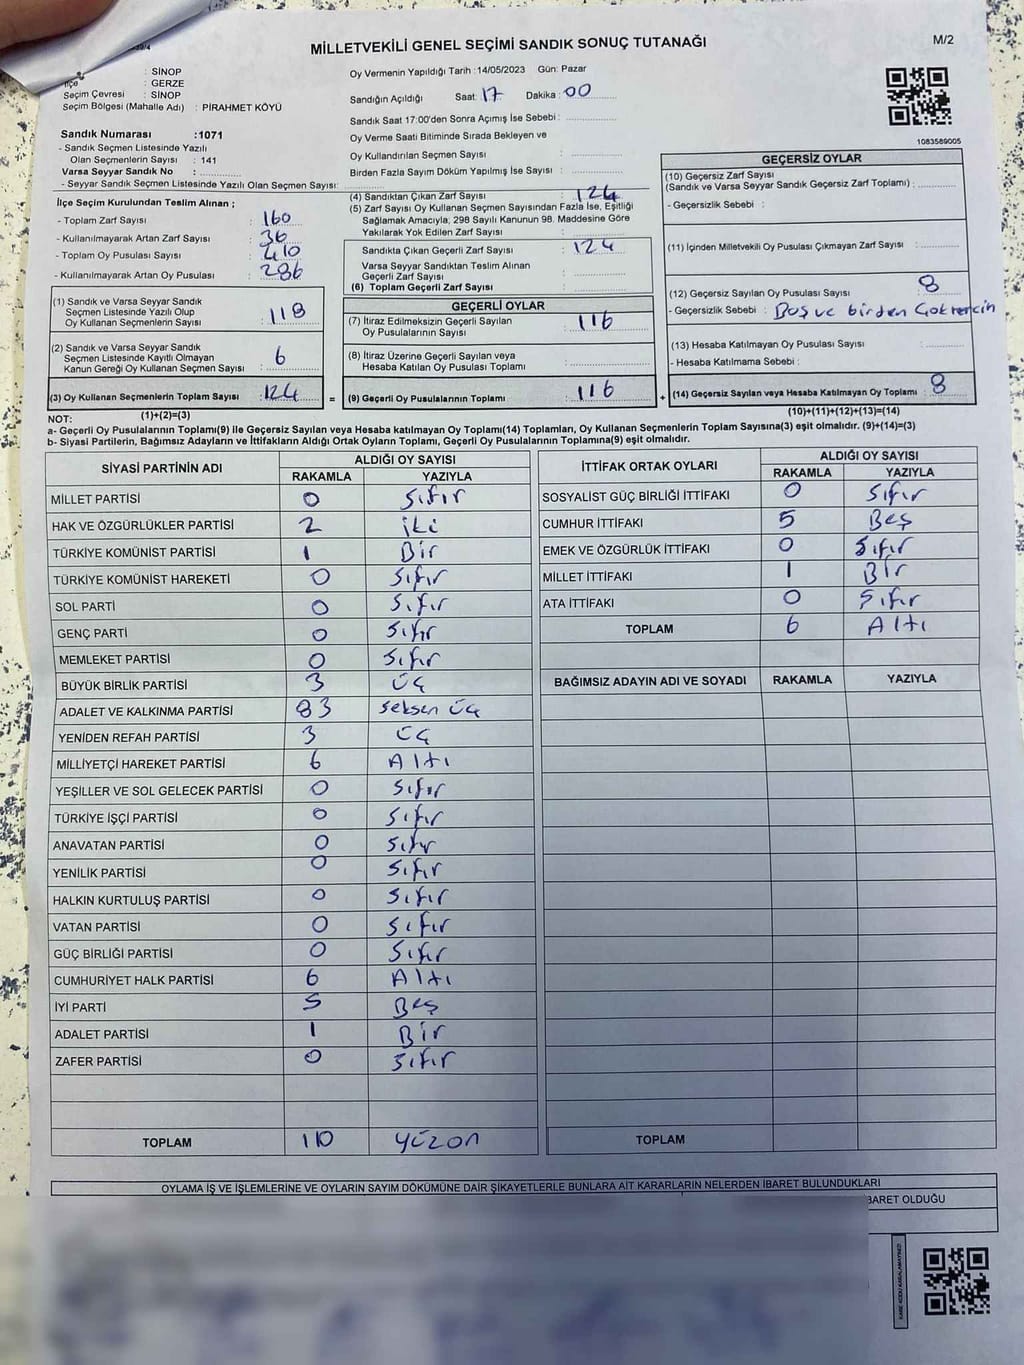 MİLLETVEKİLİ GENEL SEÇİMİ SANDIK SONUÇ TUTANAĞI
M/2
: SİNOP
İlçe : GERZE
Seçim Çevresi : SİNOP
Seçim Bölgesi (Mahalle Adı) : PİRAHMET KÖYÜ
Sandık Numarası : 1071
- Sandık Seçmen Listesinde Yazılı
Olan Seçmenlerin Sayısı : 141
Varsa Seyyar Sandık No :
- Seyyar Sandık Seçmen Listesinde Yazılı Olan Seçmen Sayısı:
Oy Vermenin Yapıldığı Tarih : 14/05/2023 Gün: Pazar
Sandığın Açıldığı Saat: 17 Dakika : 00
Sandık Saat 17:00'den Sonra Açılmış İse Sebebi :
Oy Verme Saati Bitiminde Sırada Bekleyen ve
Oy Kullandırılan Seçmen Sayısı :
Birden Fazla Sayım Döküm Yapılmış İse Sayısı :
1083589005
İlçe Seçim Kurulundan Teslim Alınan ;
- Toplam Zarf Sayısı : 160
- Kullanılmayarak Artan Zarf Sayısı : 36
- Toplam Oy Pusulası Sayısı : 410
- Kullanılmayarak Artan Oy Pusulası : 286
(1) Sandık ve Varsa Seyyar Sandık
Seçmen Listesinde Yazılı Olup
Oy Kullanan Seçmenlerin Sayısı : 118
(2) Sandık ve Varsa Seyyar Sandık
Seçmen Listesinde Kayıtlı Olmayan
Kanun Gereği Oy Kullanan Seçmen Sayısı : 6
(3) Oy Kullanan Seçmenlerin Toplam Sayısı : 124
(4) Sandıktan Çıkan Zarf Sayısı : 124
(5) Zarf Sayısı Oy Kullanan Seçmen Sayısından Fazla İse, Eşitliği
Sağlamak Amacıyla, 298 Sayılı Kanunun 98. Maddesine Göre
Yakılarak Yok Edilen Zarf Sayısı :
Sandıkta Çıkan Geçerli Zarf Sayısı : 124
Varsa Seyyar Sandıktan Teslim Alınan
Geçerli Zarf Sayısı :
(6) Toplam Geçerli Zarf Sayısı :
GEÇERLİ OYLAR
(7) İtiraz Edilmeksizin Geçerli Sayılan
Oy Pusulalarının Sayısı : 116
(8) İtiraz Üzerine Geçerli Sayılan veya
Hesaba Katılan Oy Pusulası Toplamı :
= (9) Geçerli Oy Pusulalarının Toplamı : 116
GEÇERSİZ OYLAR
(10) Geçersiz Zarf Sayısı
(Sandık ve Varsa Seyyar Sandık Geçersiz Zarf Toplamı) :
- Geçersizlik Sebebi :
(11) İçinden Milletvekili Oy Pusulası Çıkmayan Zarf Sayısı :
(12) Geçersiz Sayılan Oy Pusulası Sayısı : 8
- Geçersizlik Sebebi : Boş ve birden Çok tercih
(13) Hesaba Katılmayan Oy Pusulası Sayısı :
- Hesaba Katılmama Sebebi :
+ (14) Geçersiz Sayılan veya Hesaba Katılmayan Oy Toplamı : 8
NOT: (1)+(2)=(3) (10)+(11)+(12)+(13)=(14)
a- Geçerli Oy Pusulalarının Toplamı(9) ile Geçersiz Sayılan veya Hesaba katılmayan Oy Toplamı(14) Toplamları, Oy Kullanan Seçmenlerin Toplam Sayısına(3) eşit olmalıdır. (9)+(14)=(3)
b- Siyasi Partilerin, Bağımsız Adayların ve İttifakların Aldığı Ortak Oyların Toplamı, Geçerli Oy Pusulalarının Toplamına(9) eşit olmalıdır.
SİYASİ PARTİNİN ADI ALDIĞI OY SAYISI
RAKAMLA YAZIYLA
MİLLET PARTİSİ 0 Sıfır
HAK VE ÖZGÜRLÜKLER PARTİSİ 2 İki
TÜRKİYE KOMÜNİST PARTİSİ 1 Bir
TÜRKİYE KOMÜNİST HAREKETİ 0 Sıfır
SOL PARTİ 0 Sıfır
GENÇ PARTİ 0 Sıfır
MEMLEKET PARTİSİ 0 Sıfır
BÜYÜK BİRLİK PARTİSİ 3 Üç
ADALET VE KALKINMA PARTİSİ 83 Seksen Üç
YENİDEN REFAH PARTİSİ 3 Üç
MİLLİYETÇİ HAREKET PARTİSİ 6 Altı
YEŞİLLER VE SOL GELECEK PARTİSİ 0 Sıfır
TÜRKİYE İŞÇİ PARTİSİ 0 Sıfır
ANAVATAN PARTİSİ 0 Sıfır
YENİLİK PARTİSİ 0 Sıfır
HALKIN KURTULUŞ PARTİSİ 0 Sıfır
VATAN PARTİSİ 0 Sıfır
GÜÇ BİRLİĞİ PARTİSİ 0 Sıfır
CUMHURİYET HALK PARTİSİ 6 Altı
İYİ PARTİ 5 Beş
ADALET PARTİSİ 1 Bir
ZAFER PARTİSİ 0 Sıfır
TOPLAM 110 Yüzon
İTTİFAK ORTAK OYLARI ALDIĞI OY SAYISI
RAKAMLA YAZIYLA
SOSYALİST GÜÇ BİRLİĞİ İTTİFAKI 0 Sıfır
CUMHUR İTTİFAKI 5 Beş
EMEK VE ÖZGÜRLÜK İTTİFAKI 0 Sıfır
MİLLET İTTİFAKI 1 Bir
ATA İTTİFAKI 0 Sıfır
TOPLAM 6 Altı
BAĞIMSIZ ADAYIN ADI VE SOYADI RAKAMLA YAZIYLA
TOPLAM
OYLAMA İŞ VE İŞLEMLERİNE VE OYLARIN SAYIM DÖKÜMÜNE DAİR ŞİKAYETLERLE BUNLARA AİT KARARLARIN NELERDEN İBARET BULUNDUKLARI
BARET OLDUĞU